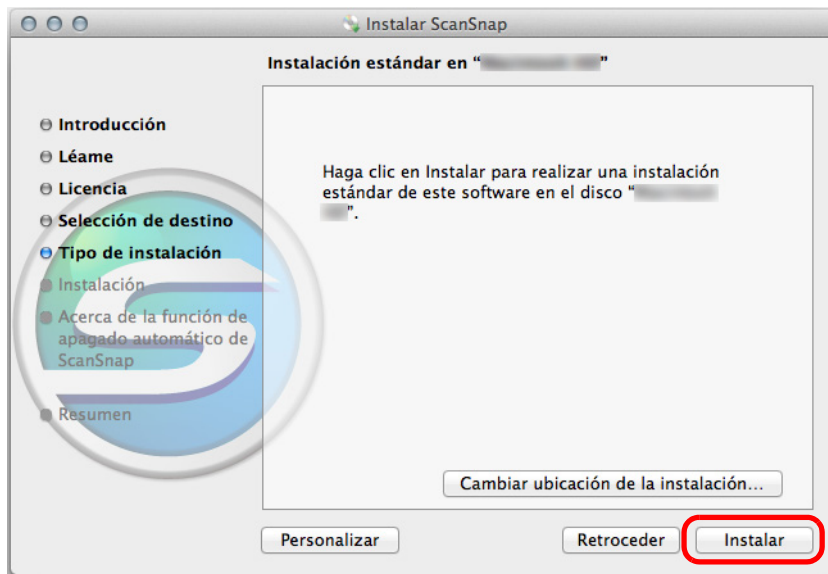 Instalar ScanSnap
Instalación estándar en “ ”
Introducción
Léame
Licencia
Selección de destino
Tipo de instalación
Instalación
Acerca de la función de
apagado automático de
ScanSnap
Resumen
Haga clic en Instalar para realizar una instalación
estándar de este software en el disco “
”.
Cambiar ubicación de la instalación...
Personalizar
Retroceder
Instalar